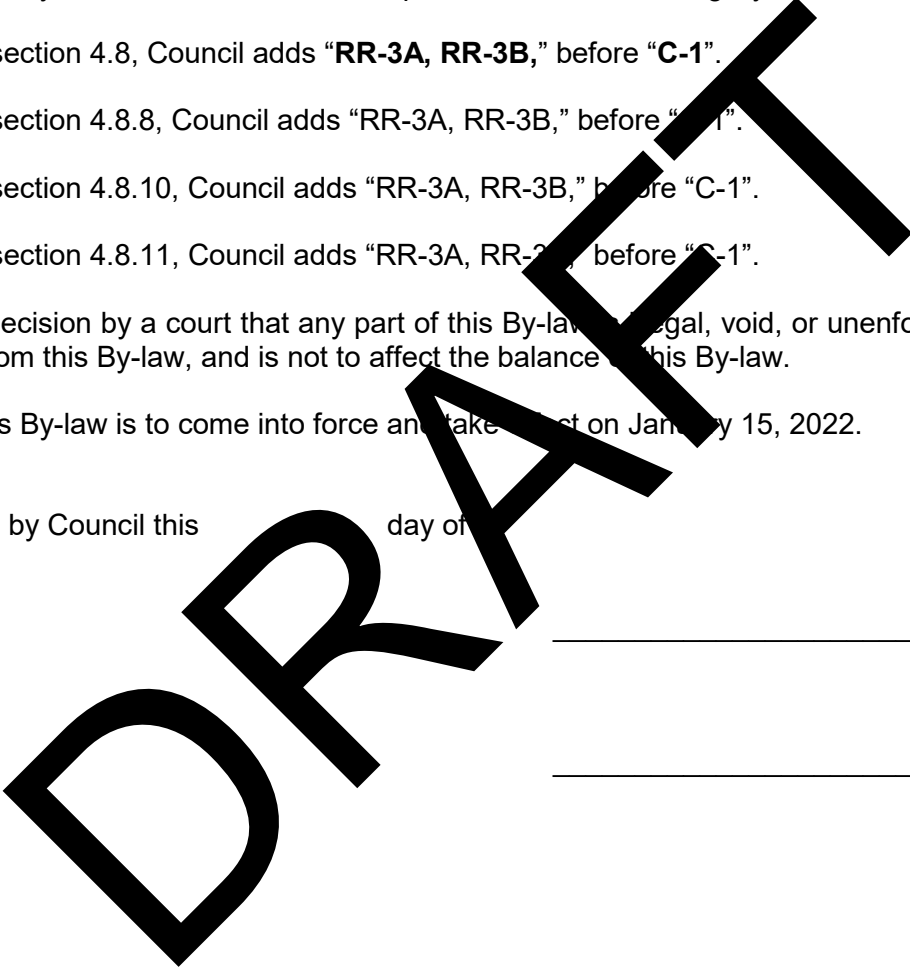 section 4.8, Council adds “RR-3A, RR-3B,” before “C-1”.
section 4.8.8, Council adds “RR-3A, RR-3B,” before “
section 4.8.10, Council adds “RR-3A, RR-3B,” before “C-1”.
section 4.8.11, Council adds “RR-3A, before “C-1”.
ecision by a court that any part of this By-law void, or unenfo
om this By-law, and is not to affect the balance this By-law.
s By-law is to come into force and take on January 15, 2022.
by Council this day of
DRAFT